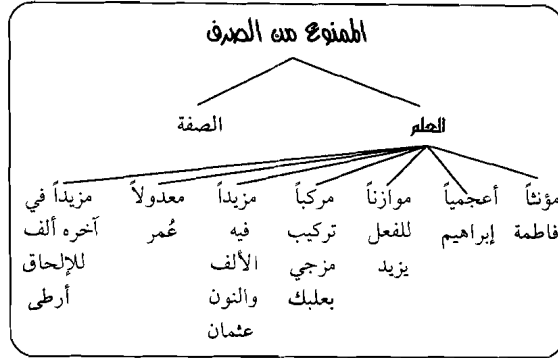 الممنوع من الصرف
العلم
الصفة
مؤنثاً
فاطمة
أعجمياً
إبراهيم
موازناً
للفعل
يزيد
مركباً
تركيب
مزجي
بعلبك
مزيداً
فيه
الألف
والنون
عثمان
معدولاً
عُمر
مزيداً في
آخره ألف
للإلحاق
أرطى